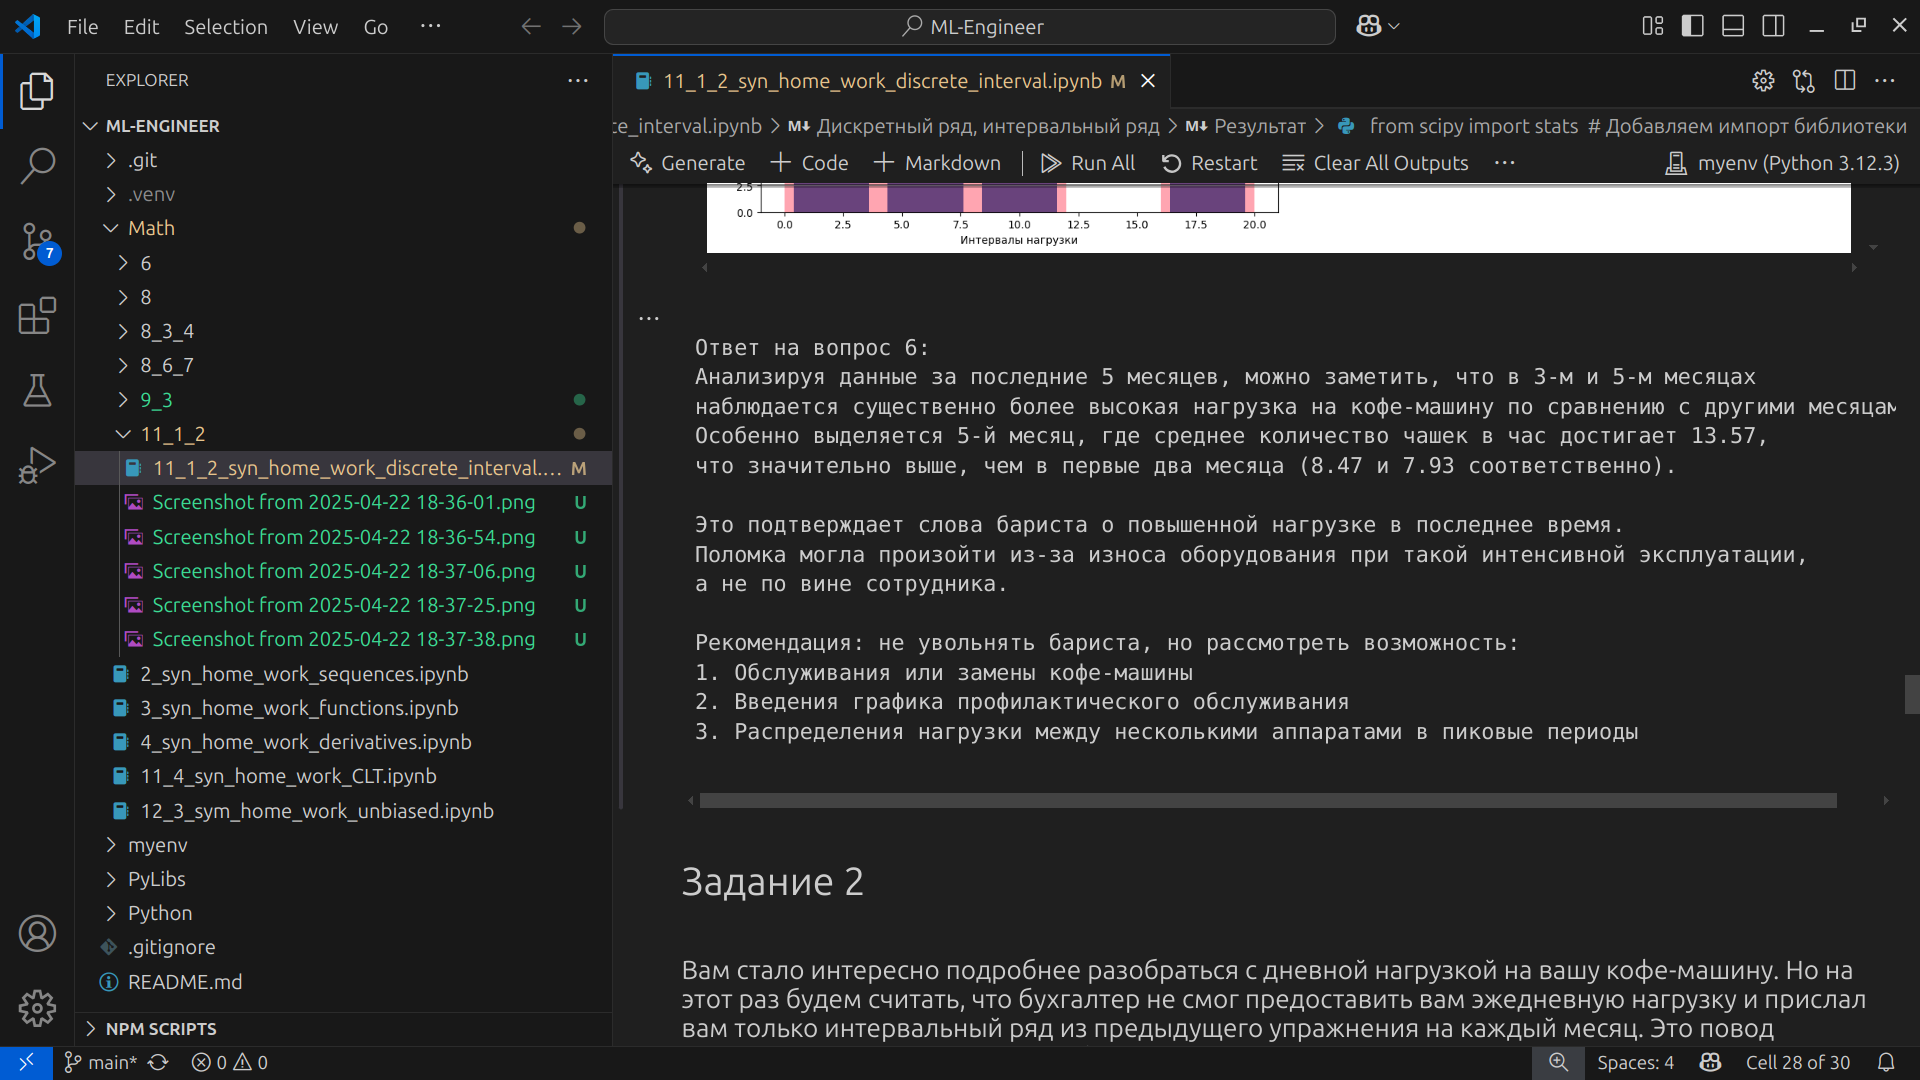 File Edit Selection View Go ···
ML-Engineer
EXPLORER
ML-ENGINEER
.git
.venv
Math
6
8
8_3_4
8_6_7
9_3
11_1_2
11_1_2_syn_home_work_discrete_interval.... M
Screenshot from 2025-04-22 18-36-01.png U
Screenshot from 2025-04-22 18-36-54.png U
Screenshot from 2025-04-22 18-37-06.png U
Screenshot from 2025-04-22 18-37-25.png U
Screenshot from 2025-04-22 18-37-38.png U
2_syn_home_work_sequences.ipynb
3_syn_home_work_functions.ipynb
4_syn_home_work_derivatives.ipynb
11_4_syn_home_work_CLT.ipynb
12_3_sym_home_work_unbiased.ipynb
myenv
PyLibs
Python
.gitignore
README.md
NPM SCRIPTS
7
11_1_2_syn_home_work_discrete_interval.ipynb M
ce_interval.ipynb > M↓ Дискретный ряд, интервальный ряд > M↓ Результат > from scipy import stats # Добавляем импорт библиотеки
Generate + Code + Markdown Run All Restart Clear All Outputs ··· myenv (Python 3.12.3)
2.5
0.0
0.0 2.5 5.0 7.5 10.0 12.5 15.0 17.5 20.0
Интервалы нагрузки
...
Ответ на вопрос 6:
Анализируя данные за последние 5 месяцев, можно заметить, что в 3-м и 5-м месяцах
наблюдается существенно более высокая нагрузка на кофе-машину по сравнению с другими месяцам
Особенно выделяется 5-й месяц, где среднее количество чашек в час достигает 13.57,
что значительно выше, чем в первые два месяца (8.47 и 7.93 соответственно).
Это подтверждает слова бариста о повышенной нагрузке в последнее время.
Поломка могла произойти из-за износа оборудования при такой интенсивной эксплуатации,
а не по вине сотрудника.
Рекомендация: не увольнять бариста, но рассмотреть возможность:
1. Обслуживания или замены кофе-машины
2. Введения графика профилактического обслуживания
3. Распределения нагрузки между несколькими аппаратами в пиковые периоды
Задание 2
Вам стало интересно подробнее разобраться с дневной нагрузкой на вашу кофе-машину. Но на
этот раз будем считать, что бухгалтер не смог предоставить вам эжедневную нагрузку и прислал
вам только интервальный ряд из предыдущего упражнения на каждый месяц. Это повод
main* 0 0
Spaces: 4 Cell 28 of 30